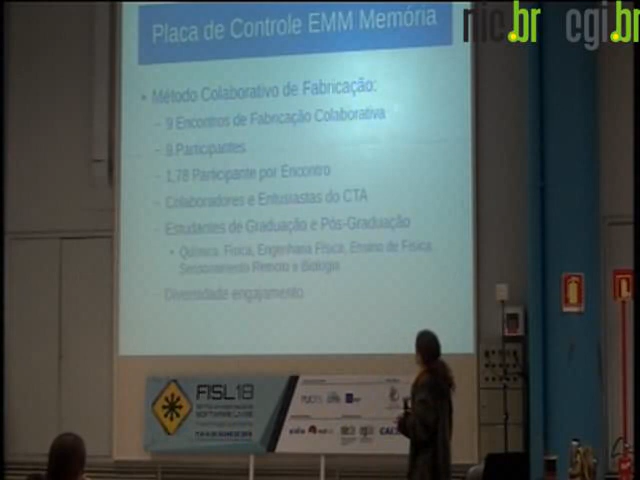 nic.br cgi.br
Placa de Controle EMM Memória
• Método Colaborativo de Fabricação:
– 9 Encontros de Fabricação Colaborativa
– 9 Participantes
– 1,78 Participante por Encontro
– Colaboradores e Entusiastas do CTA
– Estudantes de Graduação e Pós-Graduação
• Química, Física, Engenharia Física, Ensino de Física,
Sensoriamento Remoto e Biologia
– Diversidade engajamento
FISL18
SOFTWARE LIVRE